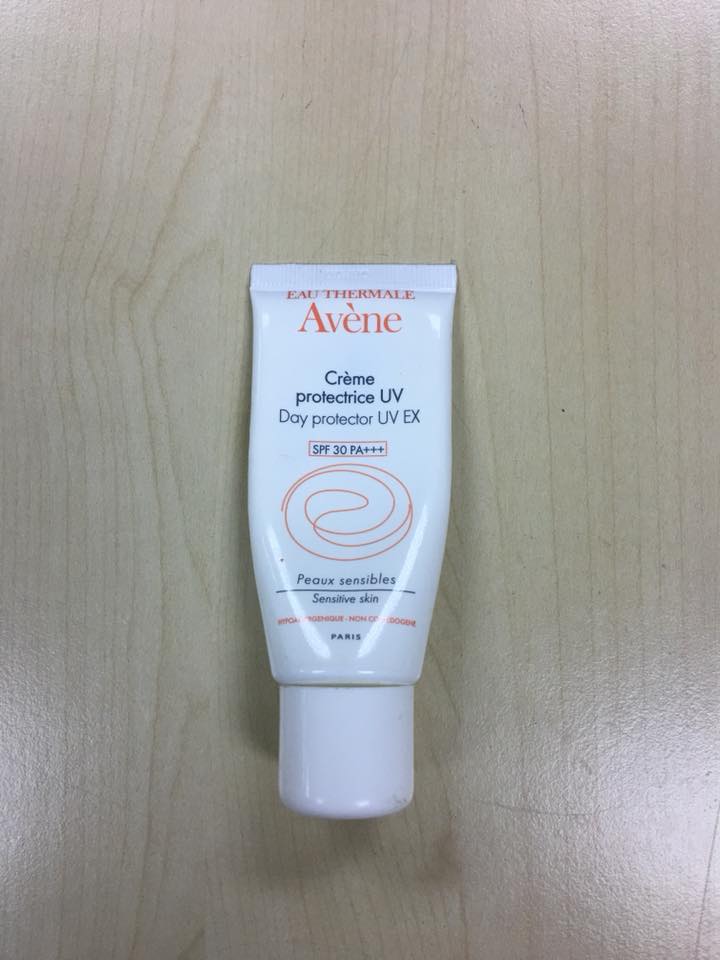 EAU THERMALE
Avène
Crème
protectrice UV
Day protector UV EX
SPF 30 PA+++
Peaux sensibles
Sensitive skin
PARIS